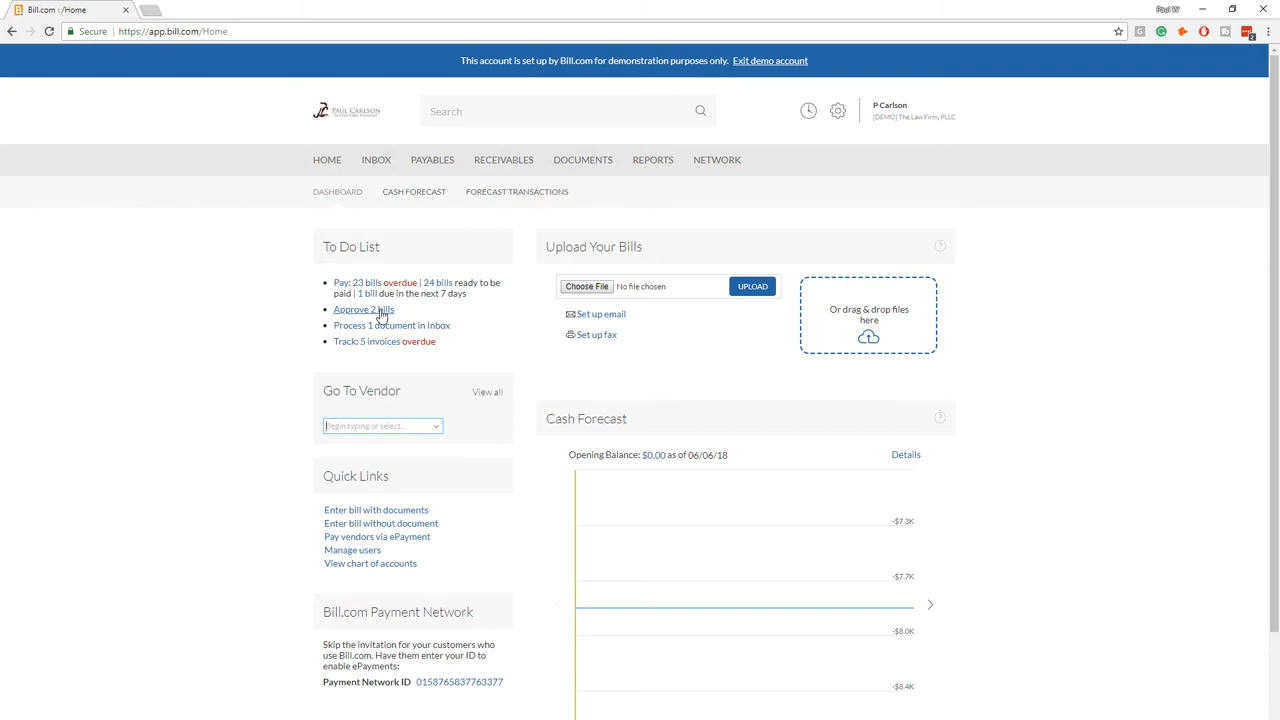 Bill.com : /Home
Paul W
Secure | https://app.bill.com/Home
2
This account is set up by Bill.com for demonstration purposes only. Exit demo account
PAUL CARLSON
Search
P Carlson
[DEMO] The Law Firm, PLLC
HOME INBOX PAYABLES RECEIVABLES DOCUMENTS REPORTS NETWORK
DASHBOARD CASH FORECAST FORECAST TRANSACTIONS
To Do List
Pay: 23 bills overdue | 24 bills ready to be
paid | 1 bill due in the next 7 days
Approve 2 bills
Process 1 document in Inbox
Track: 5 invoices overdue
Upload Your Bills
?
Choose File No file chosen
UPLOAD
Set up email
Set up fax
Or drag & drop files
here
Go To Vendor
View all
Begin typing or select...
Cash Forecast
?
Opening Balance: $0.00 as of 06/06/18
Details
-$7.3K
-$7.7K
-$8.0K
-$8.4K
Quick Links
Enter bill with documents
Enter bill without document
Pay vendors via ePayment
Manage users
View chart of accounts
Bill.com Payment Network
Skip the invitation for your customers who
use Bill.com. Have them enter your ID to
enable ePayments:
Payment Network ID 0158765837763377